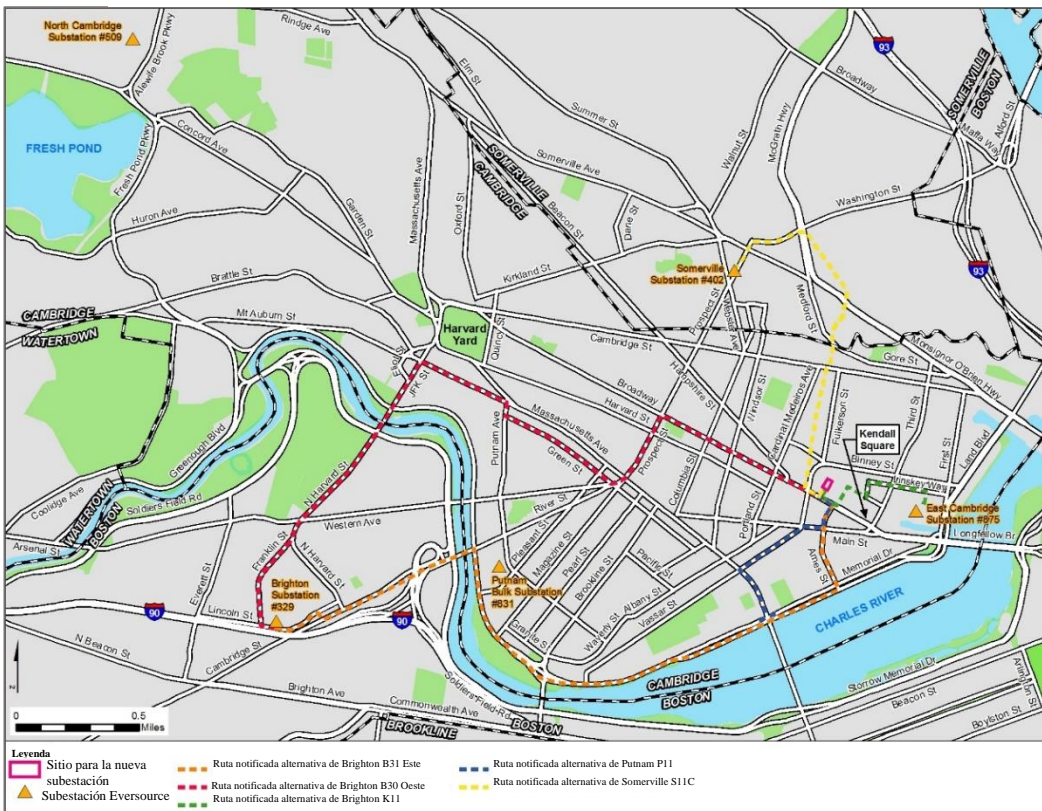 North Cambridge
Substation #509
Rindge Ave
Alewife Brook Pkwy
Elm St
93
Broadway
SOMERVILLE
BOSTON
Alford St
Maffa Way
Summer St
Walnut St
McGrath Hwy
FRESH POND
Concord Ave
Fresh Pond Pkwy
Massachusetts Ave
Oxford St
SOMERVILLE
CAMBRIDGE
Somerville Ave
Beacon St
Dane St
Washington St
Huron Ave
Garden St
Kirkland St
Somerville
Substation #402
93
Brattle St
Prospect St
Webster Ave
Medford St
CAMBRIDGE
WATERTOWN
Mt Auburn St
Harvard
Yard
Quincy St
Cambridge St
Monsignor O'Brien Hwy
Gore St
Eliot St
JFK St
Broadway
Hampshire St
Windsor St
Cardinal Medeiros Ave
Fulkerson St
Third St
First St
Land Blvd
Harvard St
Massachusetts Ave
Putnam Ave
Green St
Prospect St
Kendall
Square
Binney St
Linskey Way
Greenough Blvd
Coolidge Ave
WATERTOWN
BOSTON
Soldiers Field Rd
N Harvard St
Columbia St
Portland St
East Cambridge
Substation #875
River St
Western Ave
Main St
Longfellow Br
Arsenal St
Franklin St
N Harvard St
Pleasant St
Magazine St
Pearl St
Brookline St
Pacific St
Ames St
Memorial Dr
Everett St
Brighton
Substation
#329
Putnam
Bulk Substation
#831
Albany St
Vassar St
Waverly St
90
Lincoln St
90
Granite St
CHARLES RIVER
Cambridge St
N Beacon St
CAMBRIDGE
BOSTON
Storrow Memorial Dr
Beacon St
Arlington St
Boylston St
Brighton Ave
Soldiers Field Rd
Commonwealth Ave
BOSTON
BROOKLINE
z
0 0.5
Miles
Leyenda
Sitio para la nueva
subestación
Subestación Eversource
Ruta notificada alternativa de Brighton B31 Este
Ruta notificada alternativa de Brighton B30 Oeste
Ruta notificada alternativa de Brighton K11
Ruta notificada alternativa de Putnam P11
Ruta notificada alternativa de Somerville S11C